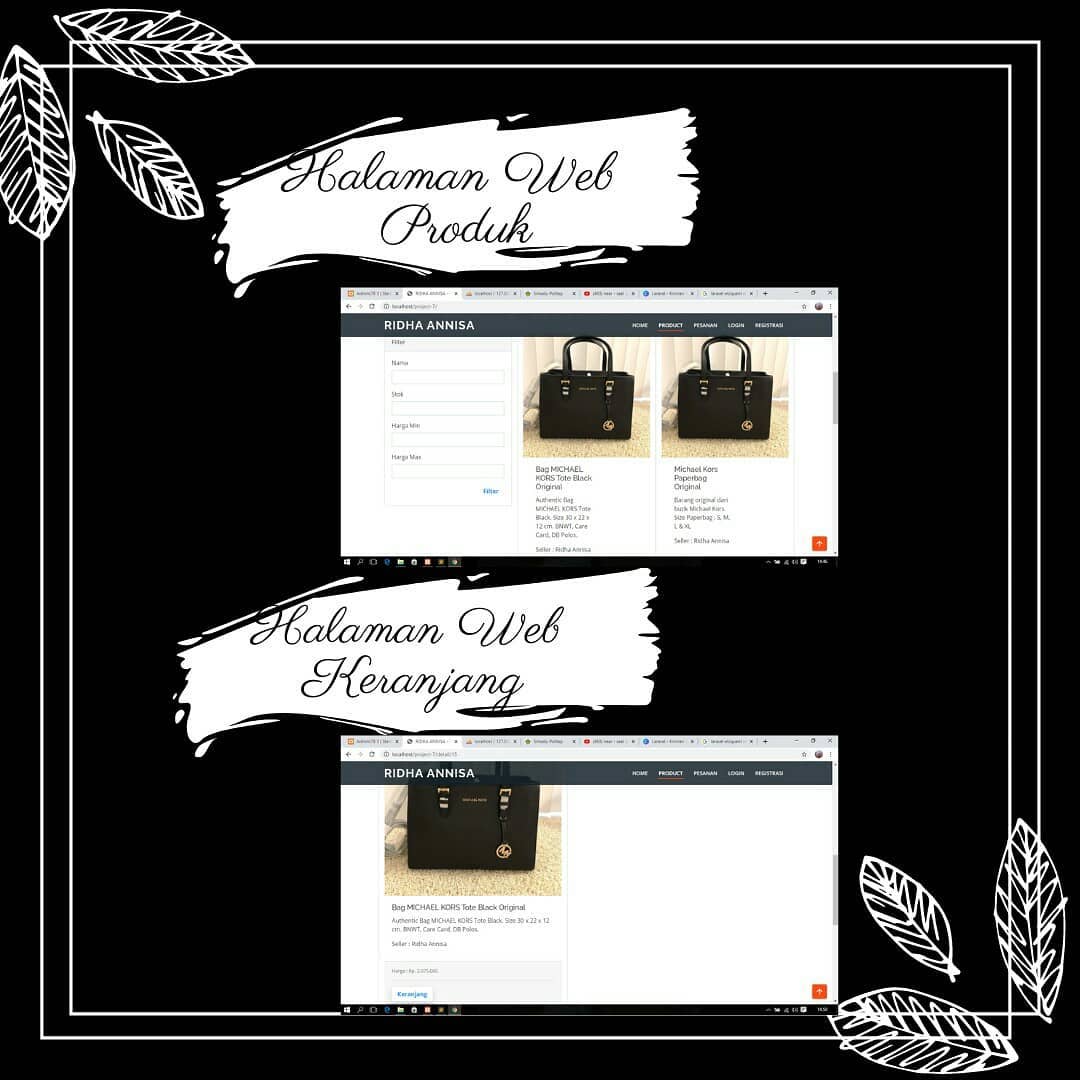 Halaman Web
Produk
localhost/project-7/
RIDHA ANNISA
HOME PRODUCT PESANAN LOGIN REGISTRASI
Filter
Nama
Stok
Harga Min
Harga Max
Filter
Bag MICHAEL
KORS Tote Black
Original
Authentic Bag
MICHAEL KORS Tote
Black. Size 30 x 22 x
12 cm. BNWT, Care
Card, DB Polos.
Seller : Ridha Annisa
Michael Kors
Paperbag
Original
Barang original dari
butik Michael Kors.
Size Paperbag : S, M,
L & XL
Seller : Ridha Annisa
Halaman Web
Keranjang
RIDHA ANNISA
HOME PRODUCT PESANAN LOGIN REGISTRASI
MICHAEL KORS
Bag MICHAEL KORS Tote Black Original
Authentic Bag MICHAEL KORS Tote Black. Size 30 x 22 x 12
cm. BNWT, Care Card, DB Polos.
Seller : Ridha Annisa
Harga : Rp.
Keranjang